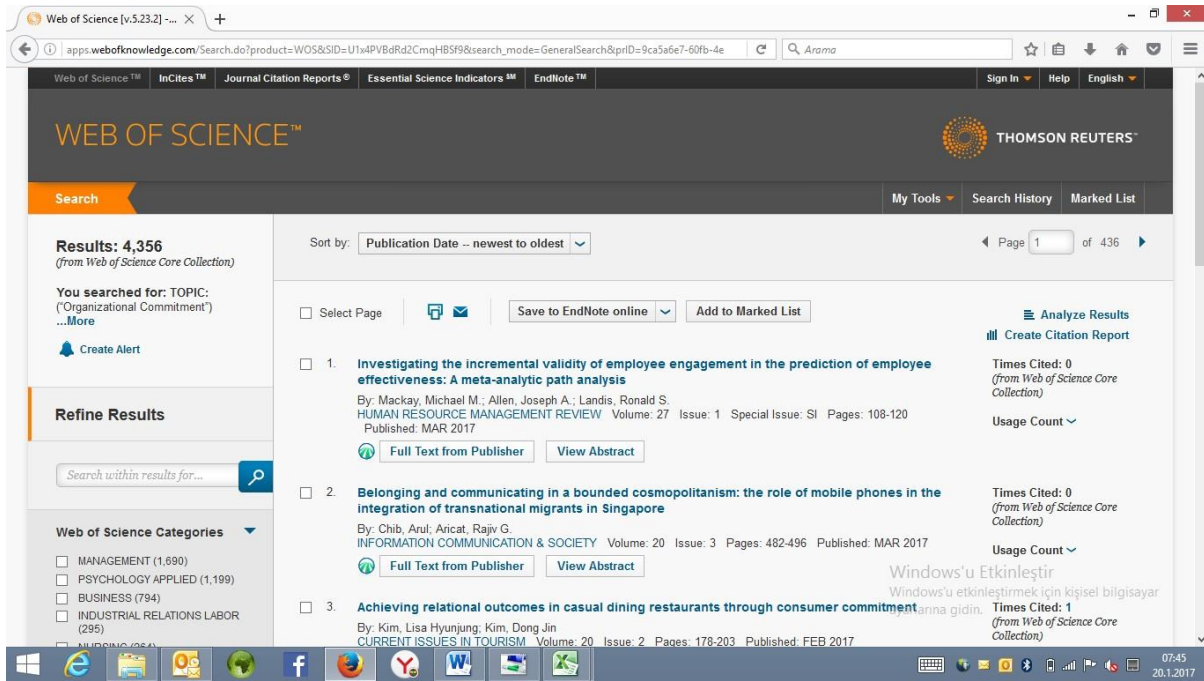 Web of Science [v.5.23.2] -...
apps.webofknowledge.com/Search.do?product=WOS&SID=U1x4PVBdRd2CmqHBSf9&search_mode=GeneralSearch&prID=9ca5a6e7-60fb-4e
Arama
Web of Science™ InCites™ Journal Citation Reports® Essential Science Indicators℠ EndNote™ Sign In Help English
WEB OF SCIENCE™
THOMSON REUTERS™
Search My Tools Search History Marked List
Results: 4,356
(from Web of Science Core Collection)
You searched for: TOPIC:
("Organizational Commitment")
...More
Create Alert
Refine Results
Search within results for...
Web of Science Categories
MANAGEMENT (1,690)
PSYCHOLOGY APPLIED (1,199)
BUSINESS (794)
INDUSTRIAL RELATIONS LABOR
(295)
NURSING (264)
Sort by: Publication Date -- newest to oldest
Page 1 of 436
Select Page Save to EndNote online Add to Marked List
Analyze Results
Create Citation Report
1. Investigating the incremental validity of employee engagement in the prediction of employee
effectiveness: A meta-analytic path analysis
By: Mackay, Michael M.; Allen, Joseph A.; Landis, Ronald S.
HUMAN RESOURCE MANAGEMENT REVIEW Volume: 27 Issue: 1 Special Issue: SI Pages: 108-120
Published: MAR 2017
Full Text from Publisher View Abstract
Times Cited: 0
(from Web of Science Core
Collection)
Usage Count
2. Belonging and communicating in a bounded cosmopolitanism: the role of mobile phones in the
integration of transnational migrants in Singapore
By: Chib, Arul; Aricat, Rajiv G.
INFORMATION COMMUNICATION & SOCIETY Volume: 20 Issue: 3 Pages: 482-496 Published: MAR 2017
Full Text from Publisher View Abstract
Times Cited: 0
(from Web of Science Core
Collection)
Usage Count
3. Achieving relational outcomes in casual dining restaurants through consumer commitment
By: Kim, Lisa Hyunjung; Kim, Dong Jin
CURRENT ISSUES IN TOURISM Volume: 20 Issue: 2 Pages: 178-203 Published: FEB 2017
Times Cited: 1
(from Web of Science Core
Collection)
Windows'u Etkinleştir
Windows'u etkinleştirmek için kişisel bilgisayar
gidin.
07:45
20.1.2017